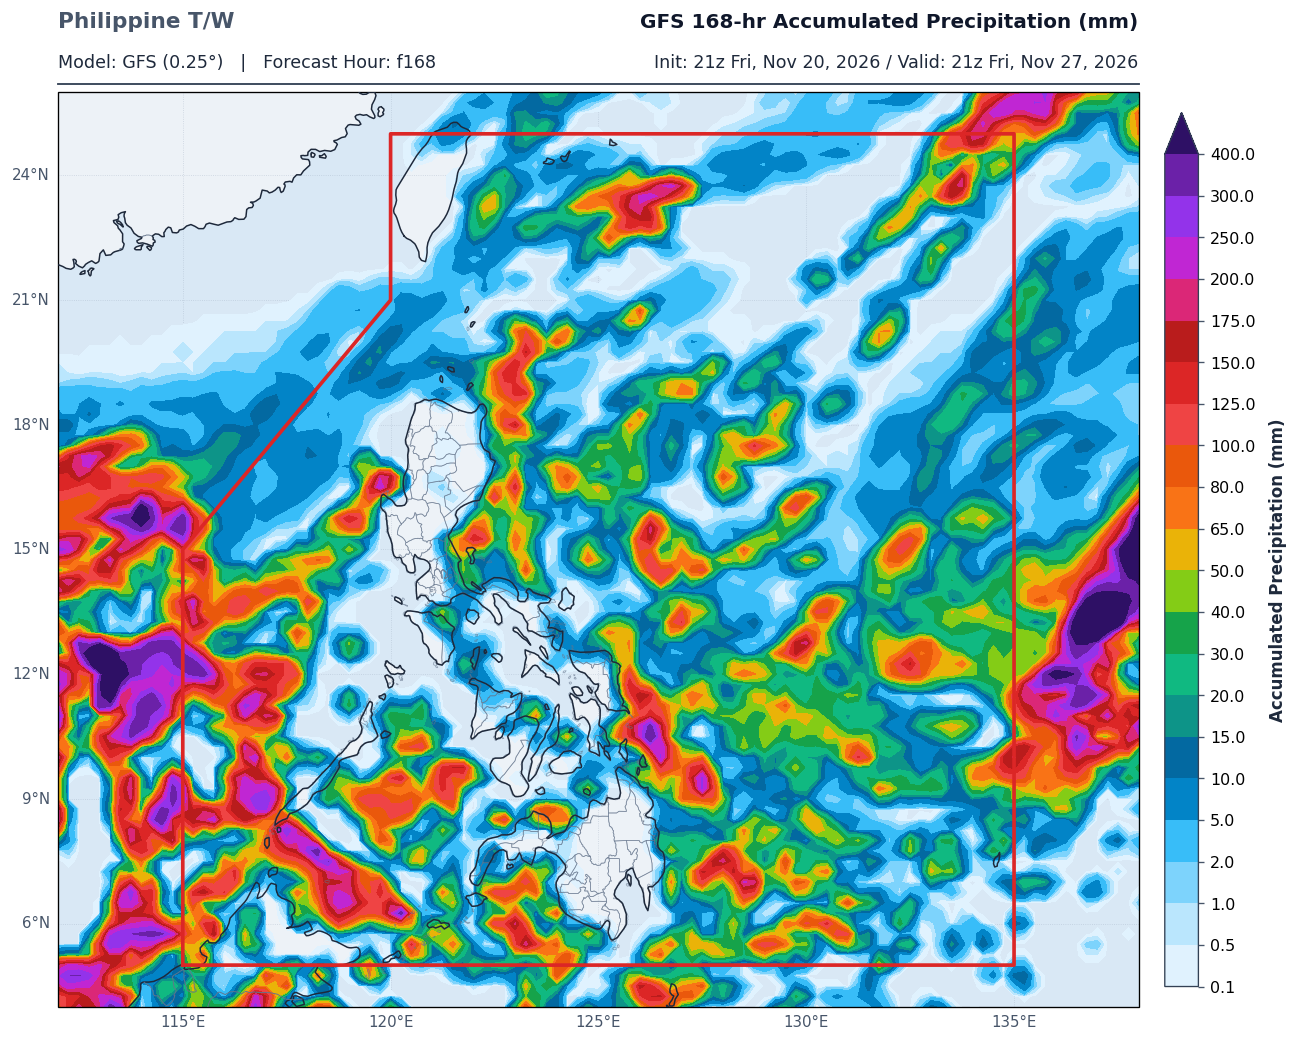 Philippine T/W
GFS 168-hr Accumulated Precipitation (mm)
Model: GFS (0.25°)   |   Forecast Hour: f168
Init: 21z Fri, Nov 20, 2026 / Valid: 21z Fri, Nov 27, 2026
24°N
21°N
18°N
15°N
12°N
9°N
6°N
115°E
120°E
125°E
130°E
135°E
400.0
300.0
250.0
200.0
175.0
150.0
125.0
100.0
80.0
65.0
50.0
40.0
30.0
20.0
15.0
10.0
5.0
2.0
1.0
0.5
0.1
Accumulated Precipitation (mm)